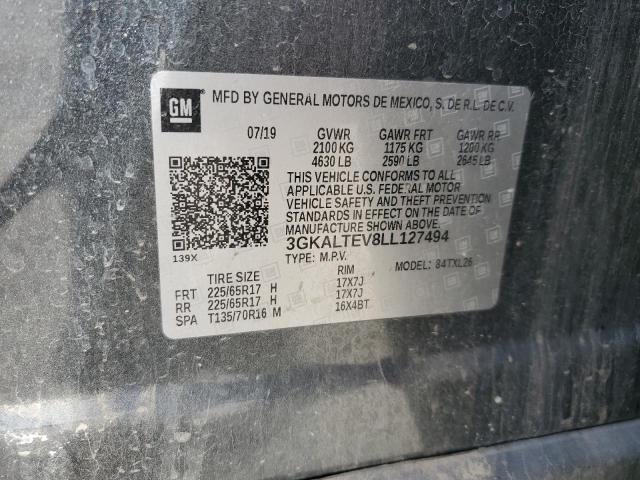 GM MFD BY GENERAL MOTORS DE MEXICO, S. DE R.L. DE C.V.
07/19 GVWR GAWR FRT GAWR RR
2100 KG 1175 KG 1200 KG
4630 LB 2590 LB 2645 LB
THIS VEHICLE CONFORMS TO ALL
APPLICABLE U.S. FEDERAL MOTOR
VEHICLE SAFETY AND THEFT PREVENTION
STANDARDS IN EFFECT ON THE DATE OF
MANUFACTURE SHOWN ABOVE.
139X 3GKALTEV8LL127494
TYPE: M.P.V. MODEL: 84TXL26
TIRE SIZE RIM
FRT 225/65R17 H 17X7J
RR 225/65R17 H 17X7J
SPA T135/70R16 M 16X4BT